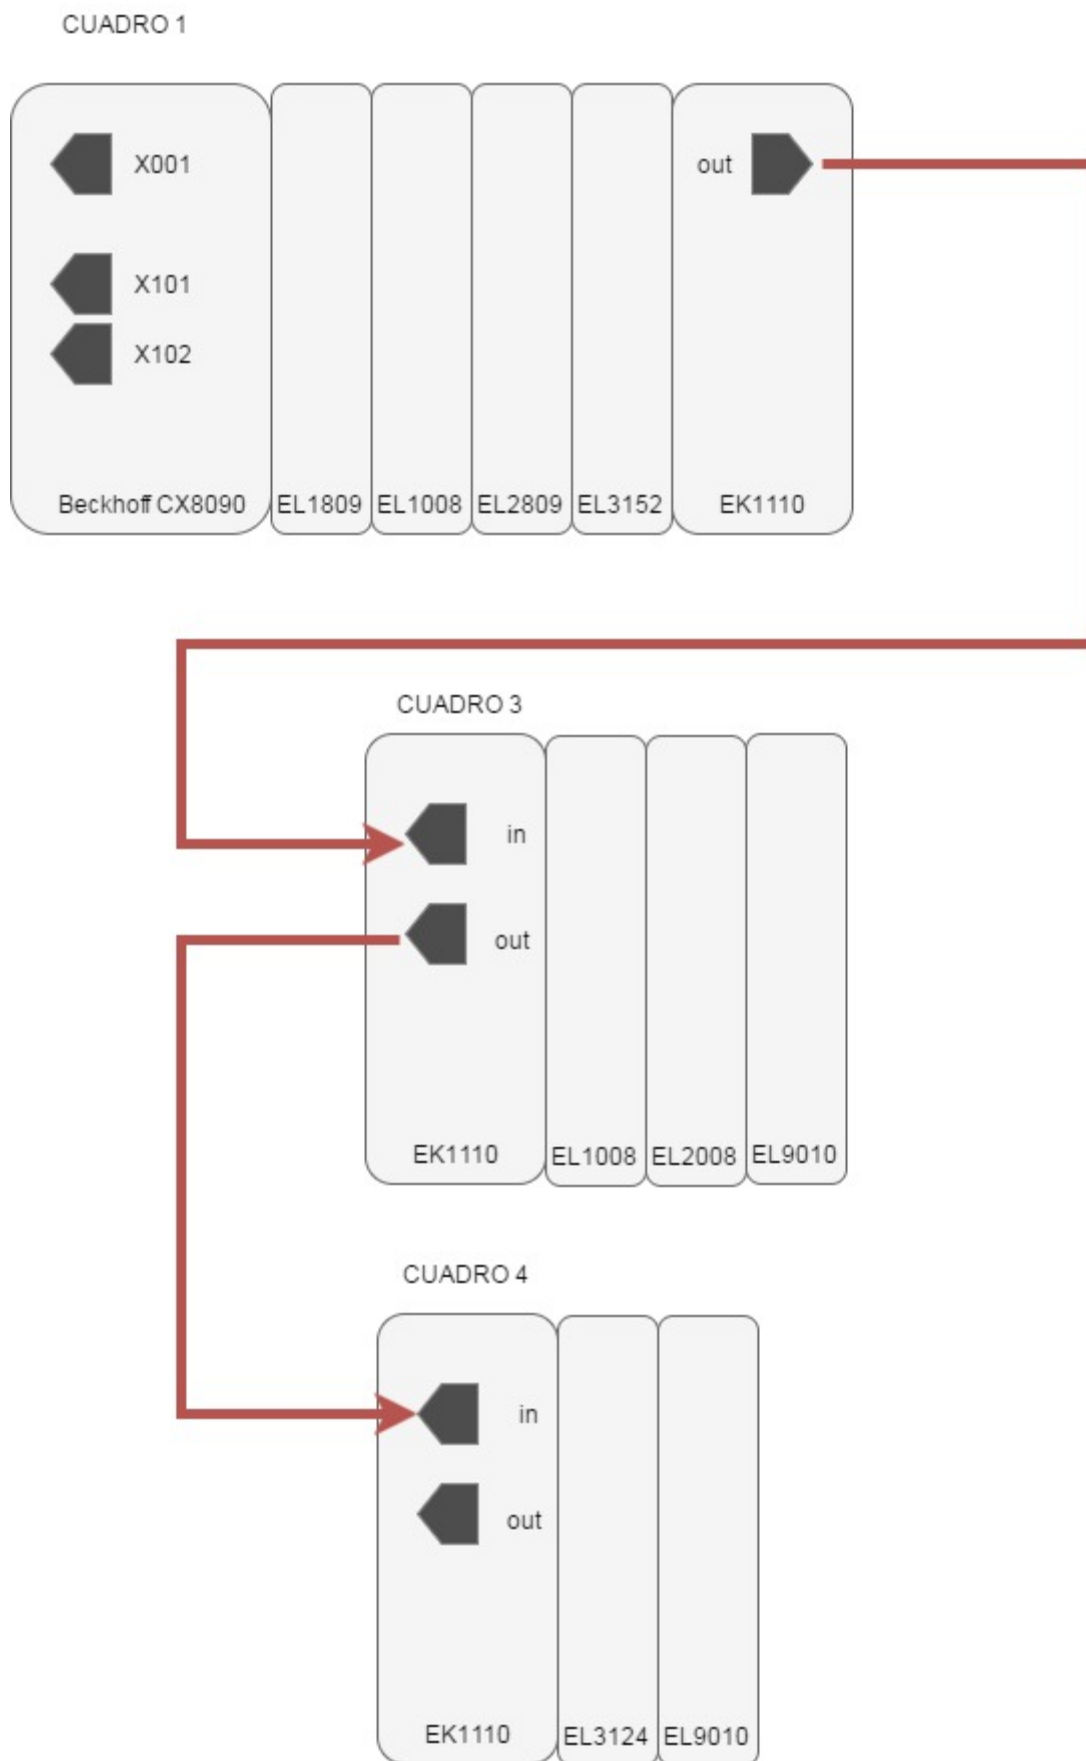 CUADRO 1
X001
out
X101
X102
Beckhoff CX8090 EL1809 EL1008 EL2809 EL3152 EK1110
CUADRO 3
in
out
EK1110 EL1008 EL2008 EL9010
CUADRO 4
in
out
EK1110 EL3124 EL9010